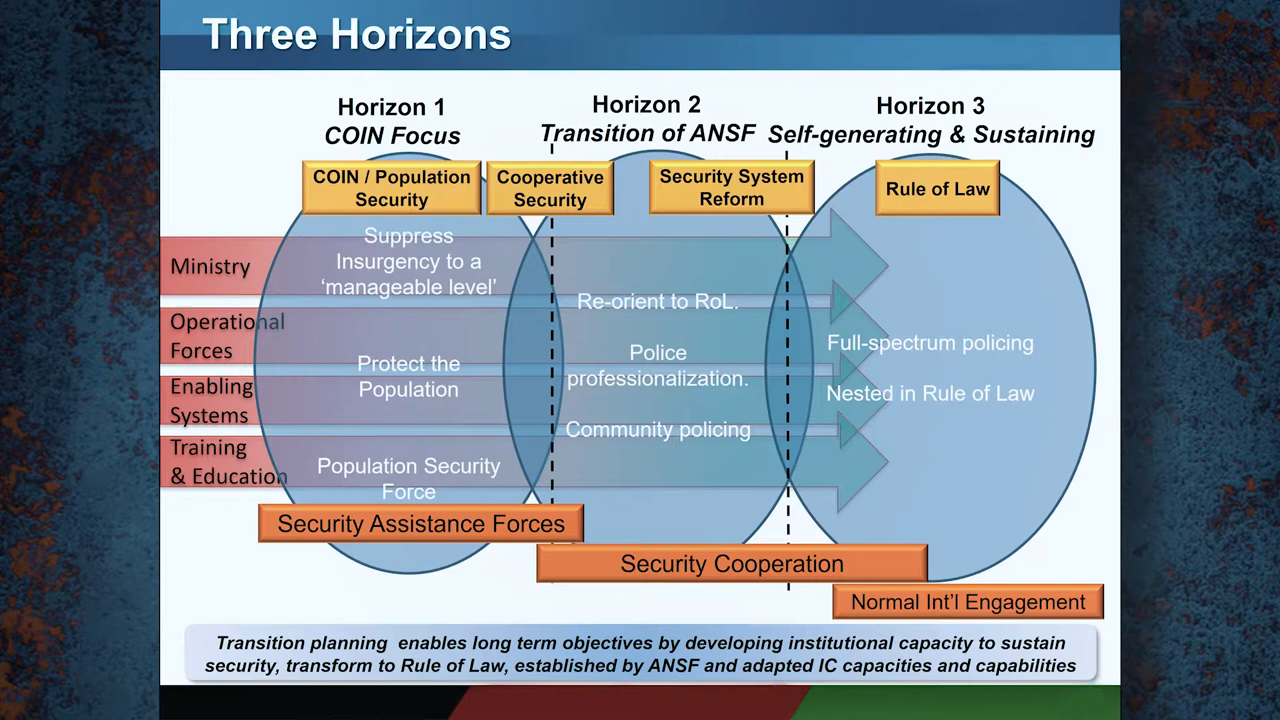 Three Horizons
Horizon 1
COIN Focus
Horizon 2
Transition of ANSF
Horizon 3
Self-generating & Sustaining
COIN / Population
Security
Cooperative
Security
Security System
Reform
Rule of Law
Ministry
Operational
Forces
Enabling
Systems
Training
& Education
Suppress
Insurgency to a
‘manageable level’
Protect the
Population
Population Security
Force
Re-orient to RoL.
Police
professionalization.
Community policing
Full-spectrum policing
Nested in Rule of Law
Security Assistance Forces
Security Cooperation
Normal Int’l Engagement
Transition planning enables long term objectives by developing institutional capacity to sustain
security, transform to Rule of Law, established by ANSF and adapted IC capacities and capabilities